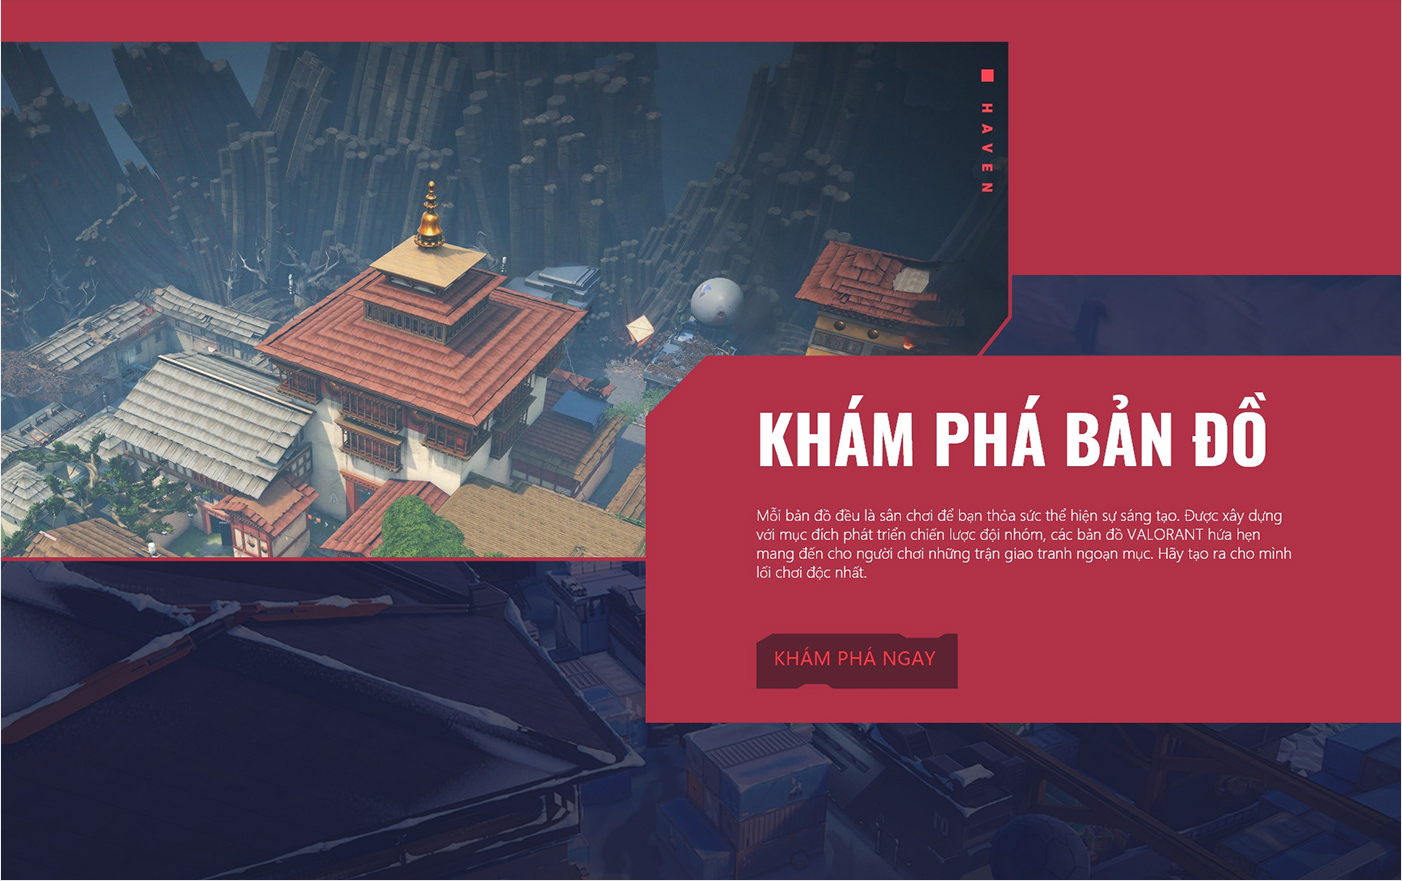 HAVEN
KHÁM PHÁ BẢN ĐỒ
Mỗi bản đồ đều là sân chơi để bạn thỏa sức thể hiện sự sáng tạo. Được xây dựng
với mục đích phát triển chiến lược đội nhóm, các bản đồ VALORANT hứa hẹn
mang đến cho người chơi những trận giao tranh ngoạn mục. Hãy tạo ra cho mình
lối chơi độc nhất.
KHÁM PHÁ NGAY